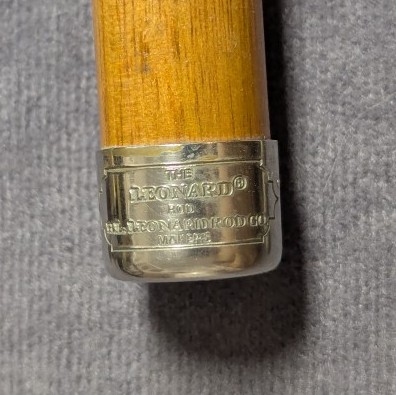 THE
LEONARD®
ROD
H.L. LEONARD ROD CO.
MAKERS